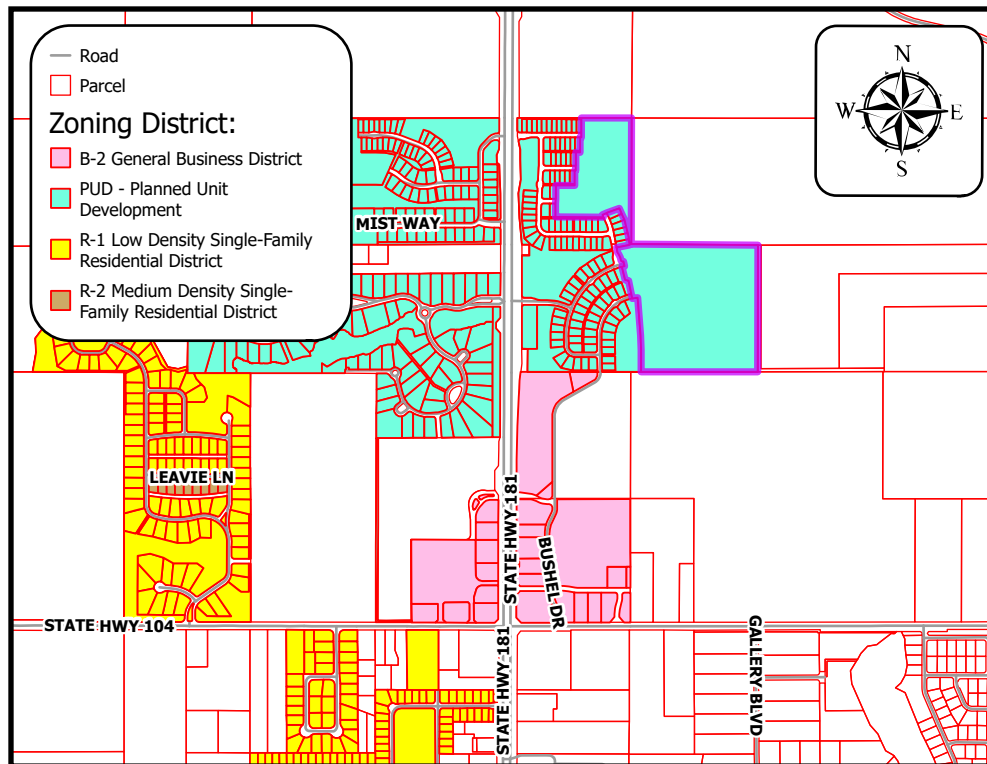 Road
Parcel
Zoning District:
B-2 General Business District
PUD - Planned Unit
Development
R-1 Low Density Single-Family
Residential District
R-2 Medium Density Single-
Family Residential District
N
W
E
S
MIST WAY
LEAVIE LN
STATE HWY 181
BUSHEL DR
STATE HWY 104
STATE HWY 181
GALLERY BLVD